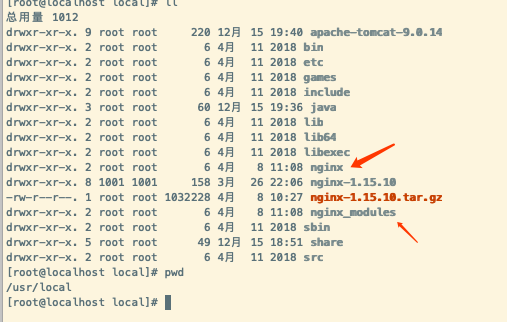 [root@localhost local]# ll
总用量 1012
drwxr-xr-x. 9 root root     220 12月  15 19:40 apache-tomcat-9.0.14
drwxr-xr-x. 2 root root       6 4月   11 2018 bin
drwxr-xr-x. 2 root root       6 4月   11 2018 etc
drwxr-xr-x. 2 root root       6 4月   11 2018 games
drwxr-xr-x. 2 root root       6 4月   11 2018 include
drwxr-xr-x. 3 root root      60 12月  15 19:36 java
drwxr-xr-x. 2 root root       6 4月   11 2018 lib
drwxr-xr-x. 2 root root       6 4月   11 2018 lib64
drwxr-xr-x. 2 root root       6 4月   11 2018 libexec
drwxr-xr-x. 2 root root       6 4月    8 11:08 nginx
drwxr-xr-x. 8 1001 1001     158 3月   26 22:06 nginx-1.15.10
-rw-r--r--. 1 root root 1032228 4月    8 10:27 nginx-1.15.10.tar.gz
drwxr-xr-x. 2 root root       6 4月    8 11:08 nginx_modules
drwxr-xr-x. 2 root root       6 4月   11 2018 sbin
drwxr-xr-x. 5 root root      49 12月  15 18:51 share
drwxr-xr-x. 2 root root       6 4月   11 2018 src
[root@localhost local]# pwd
/usr/local
[root@localhost local]#